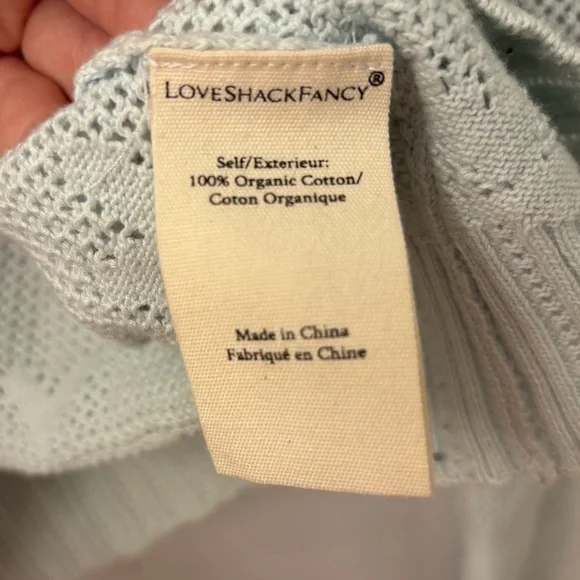 LOVESHACKFANCY®
Self/Exterieur:
100% Organic Cotton/
Coton Organique
Made in China
Fabriqué en Chine